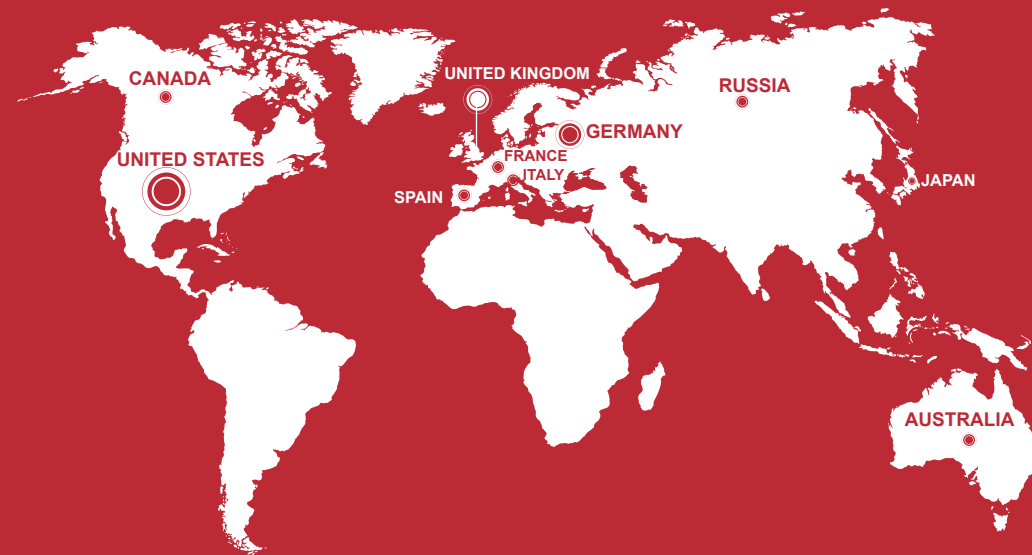 UNITED KINGDOM
CANADA
RUSSIA
GERMANY
UNITED STATES
FRANCE
ITALY
JAPAN
SPAIN
AUSTRALIA